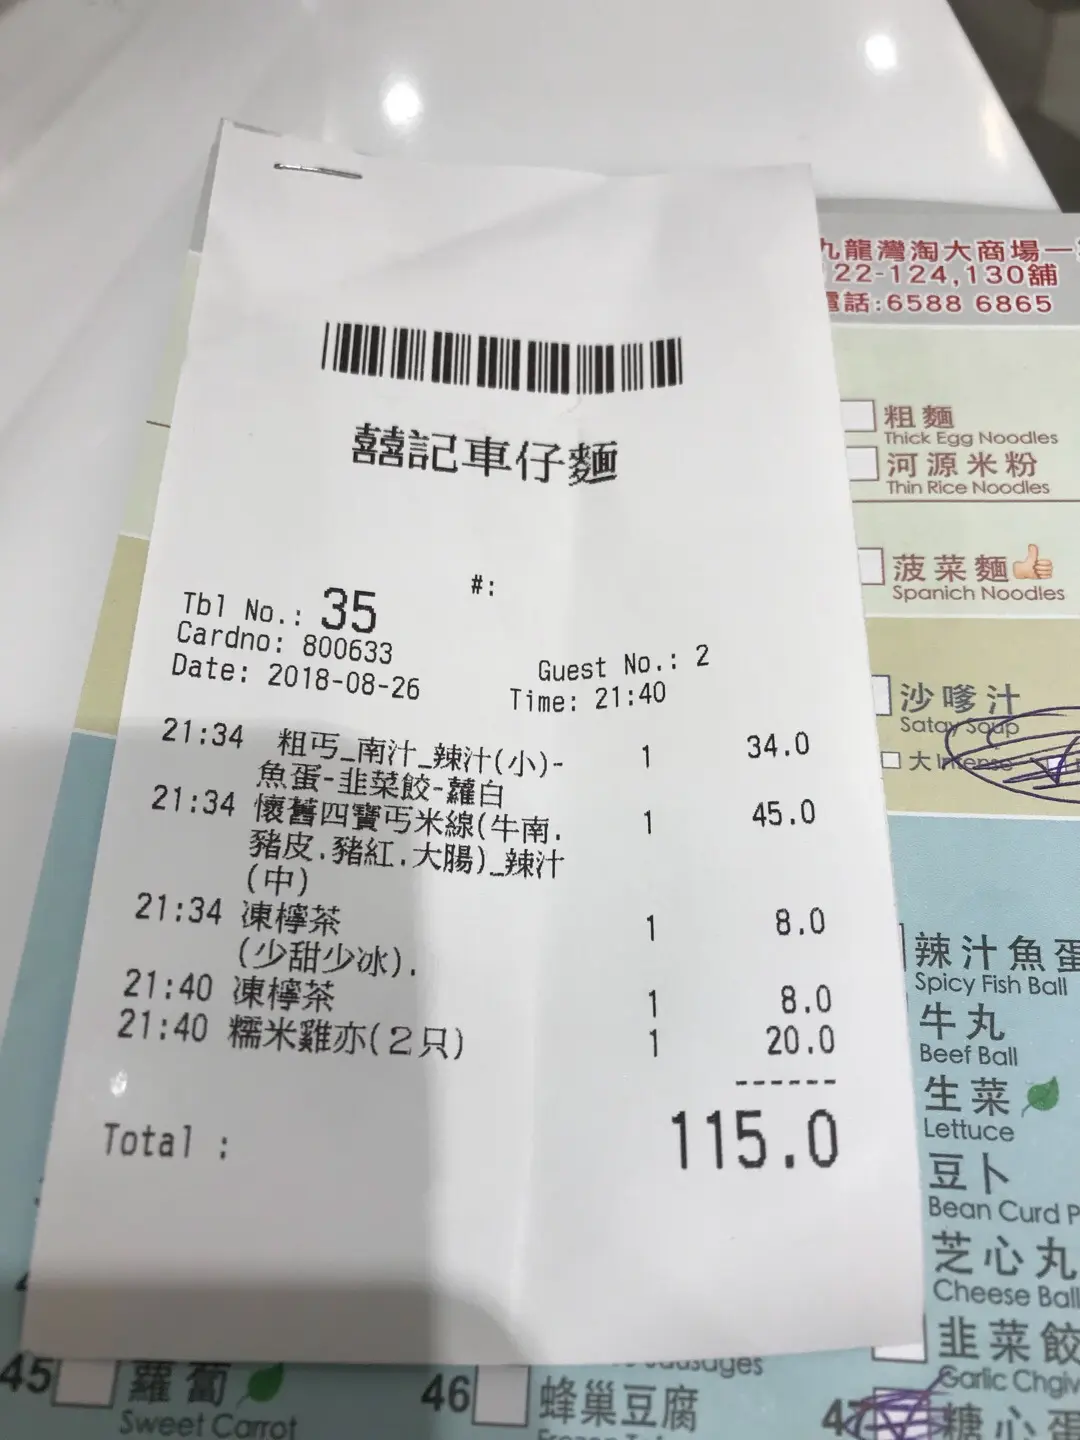 囍記車仔麵
#:
Tbl No.: 35
Cardno: 800633
Guest No.: 2
Date: 2018-08-26
Time: 21:40
21:34 粗丐_南汁_辣汁(小)- 1 34.0
魚蛋-韭菜餃-蘿白
21:34 懷舊四寶丐米線(牛南. 1 45.0
豬皮.豬紅.大腸)_辣汁
(中)
21:34 凍檸茶 1 8.0
(少甜少冰).
21:40 凍檸茶 1 8.0
21:40 糯米雞亦(2只) 1 20.0
------
Total : 115.0
九龍灣淘大商場一
22-124,130舖
電話:6588 6865
粗麵
Thick Egg Noodles
河源米粉
Thin Rice Noodles
菠菜麵
Spanich Noodles
沙嗲汁
Satay Soup
大 Intense
辣汁魚蛋
Spicy Fish Ball
牛丸
Beef Ball
生菜
Lettuce
豆卜
Bean Curd P
芝心丸
Cheese Ball
韭菜餃
Garlic Chgiv
45 蘿蔔
Sweet Carrot
46 蜂巢豆腐
47 糖心蛋